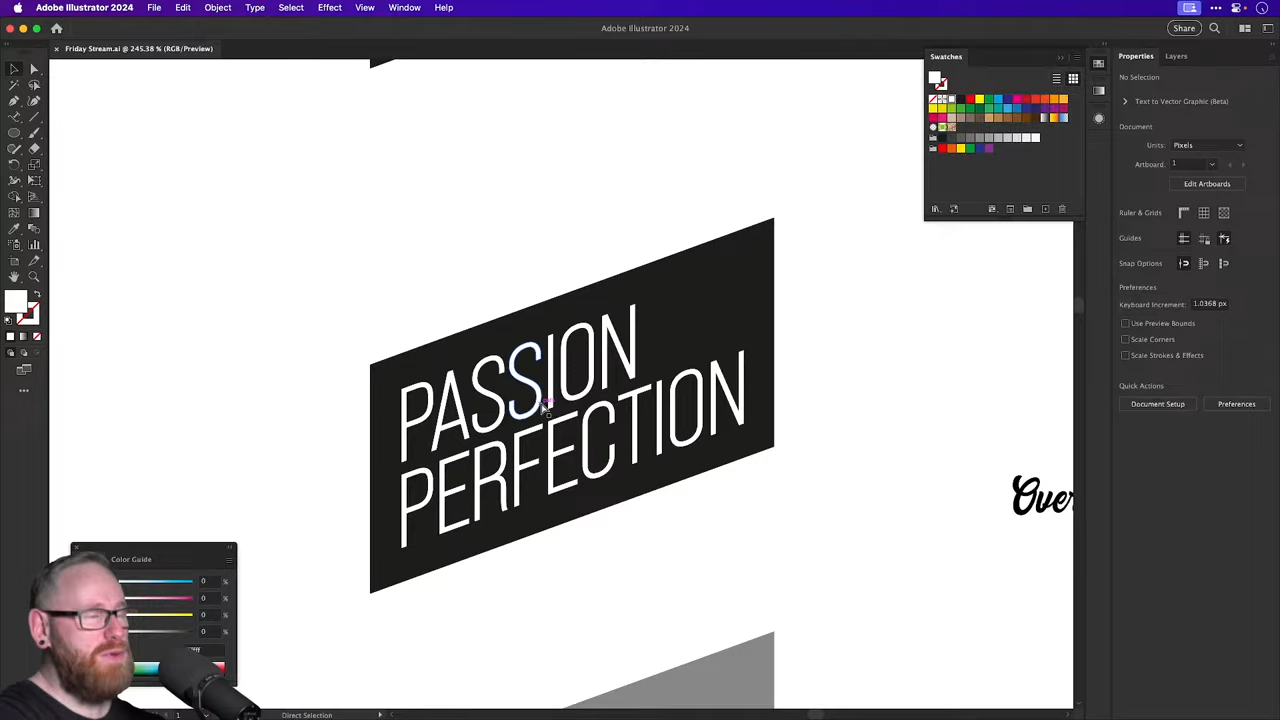 Adobe Illustrator 2024 File Edit Object Type Select Effect View Window Help
Adobe Illustrator 2024
Share
Friday Stream.ai @ 245.38 % (RGB/Preview)
Swatches
Properties Layers
No Selection
Text to Vector Graphic (Beta)
Document
Units: Pixels
Artboard: 1
Edit Artboards
Ruler & Grids
Guides
Snap Options
Preferences
Keyboard Increment: 1.0368 px
Use Preview Bounds
Scale Corners
Scale Strokes & Effects
Quick Actions
Document Setup Preferences
PASSION
PERFECTION
Over
Color Guide
0 %
0 %
0 %
0 %
1 Direct Selection